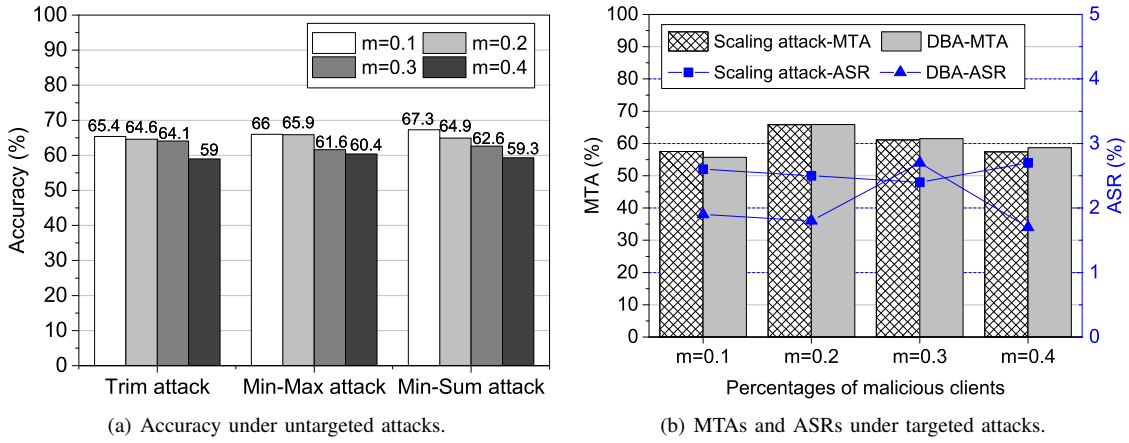 100
90
80
70
60
50
40
30
20
10
0
Accuracy (%)
m=0.1 m=0.2
m=0.3 m=0.4
65.4 64.6 64.1 59
66 65.9 61.6 60.4
67.3 64.9 62.6 59.3
Trim attack Min-Max attack Min-Sum attack
(a) Accuracy under untargeted attacks.
100
90
80
70
60
50
40
30
20
10
0
MTA (%)
Scaling attack-MTA DBA-MTA
Scaling attack-ASR DBA-ASR
5
4
3
2
1
0
ASR (%)
m=0.1 m=0.2 m=0.3 m=0.4
Percentages of malicious clients
(b) MTAs and ASRs under targeted attacks.